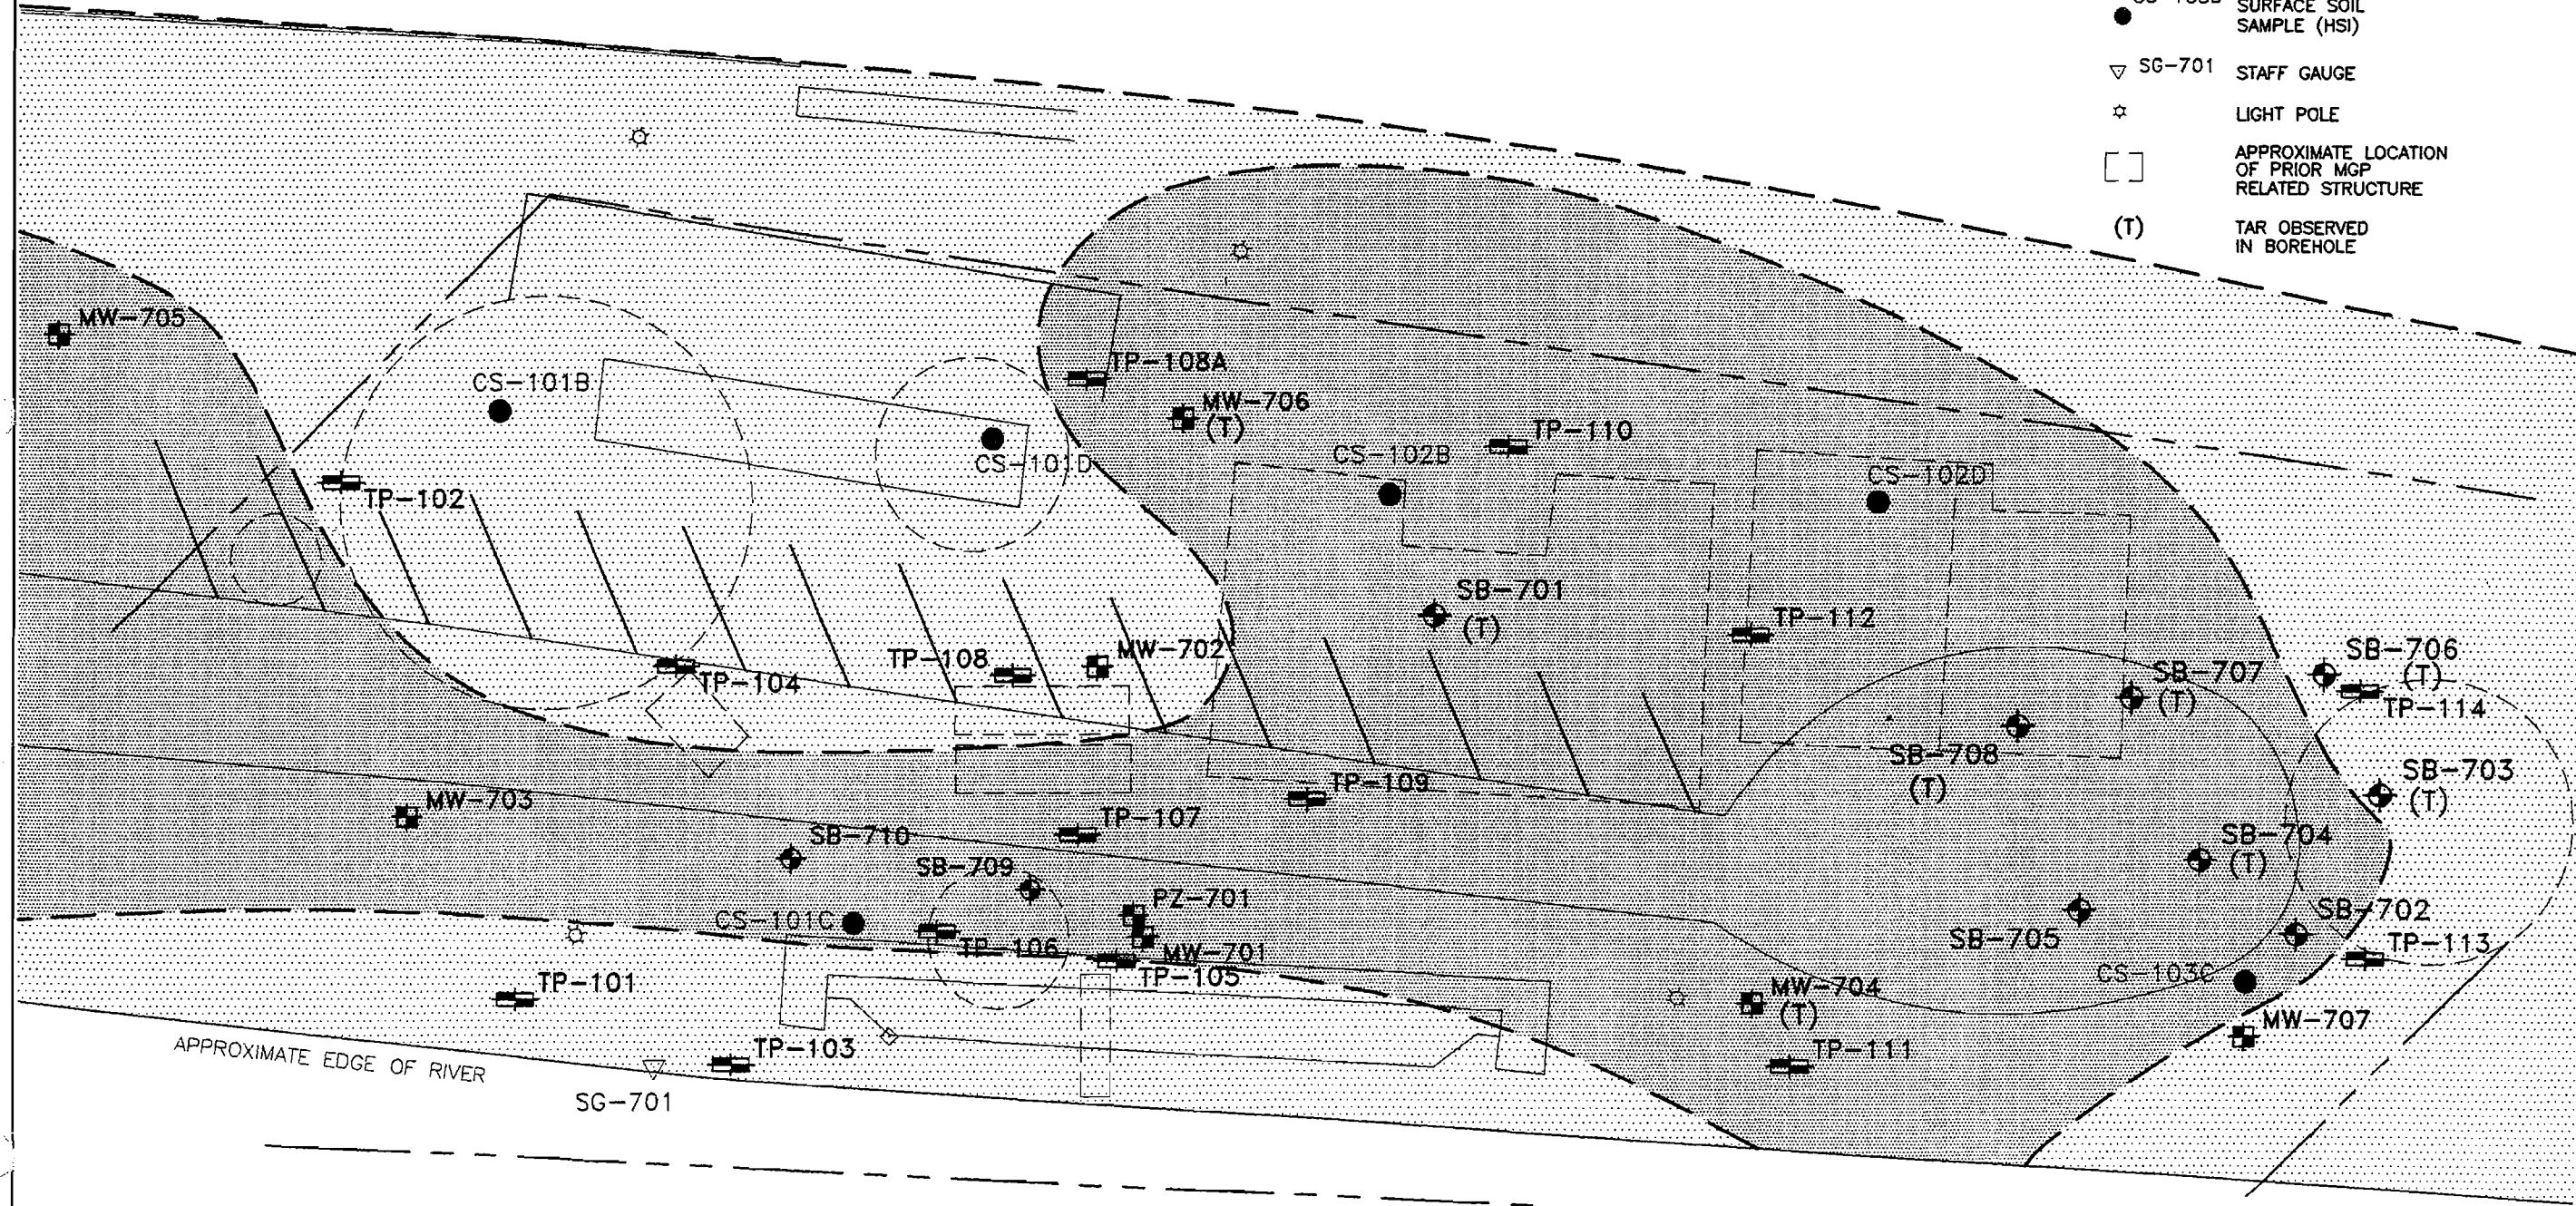 SURFACE SOIL
SAMPLE (HSI)
SG-701 STAFF GAUGE
LIGHT POLE
APPROXIMATE LOCATION
OF PRIOR MGP
RELATED STRUCTURE
(T) TAR OBSERVED
IN BOREHOLE
MW-705
CS-101B
TP-108A
MW-706
(T)
TP-110
CS-102B
CS-101D
CS-102D
TP-102
SB-701
(T)
TP-112
MW-702
TP-108
TP-104
SB-706
(T)
SB-707
(T)
TP-114
SB-708
(T)
SB-703
(T)
TP-109
MW-703
TP-107
SB-710
SB-709
SB-704
(T)
PZ-701
CS-101C
SB-702
SB-705
TP-106
MW-701
TP-113
TP-105
CS-103C
TP-101
MW-704
(T)
MW-707
TP-103
TP-111
APPROXIMATE EDGE OF RIVER
SG-701